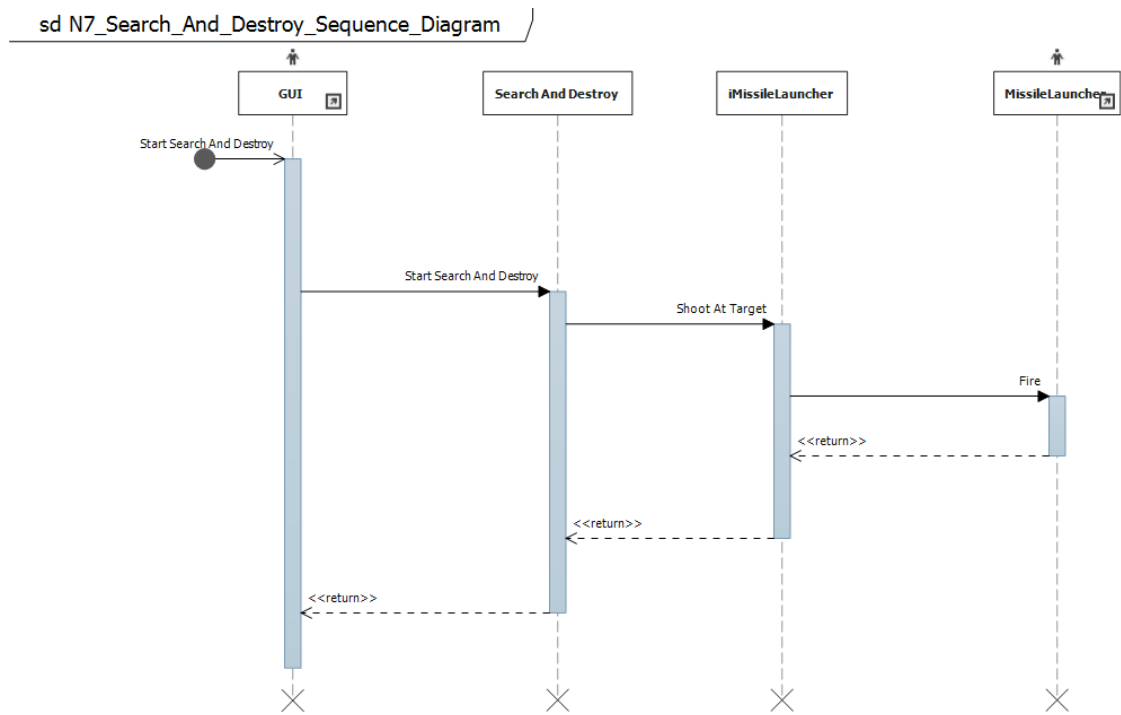 sd N7_Search_And_Destroy_Sequence_Diagram
GUI
Search And Destroy
iMissileLauncher
MissileLauncher
Start Search And Destroy
Start Search And Destroy
Shoot At Target
Fire
<<return>>
<<return>>
<<return>>